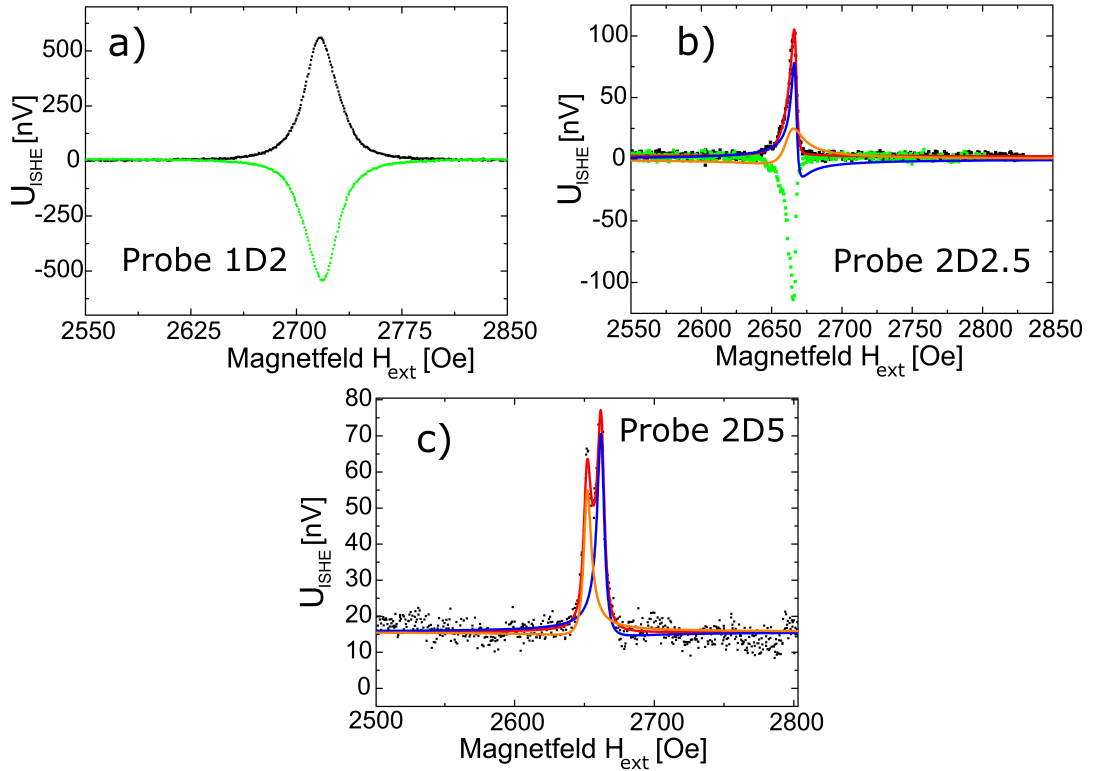 a)
500
250
0
-250
-500
U_ISHE [nV]
Probe 1D2
2550 2625 2700 2775 2850
Magnetfeld H_ext [Oe]
b)
100
50
0
-50
-100
U_ISHE [nV]
Probe 2D2.5
2550 2600 2650 2700 2750 2800 2850
Magnetfeld H_ext [Oe]
c)
Probe 2D5
80
70
60
50
40
30
20
10
0
U_ISHE [nV]
2500 2600 2700 2800
Magnetfeld H_ext [Oe]